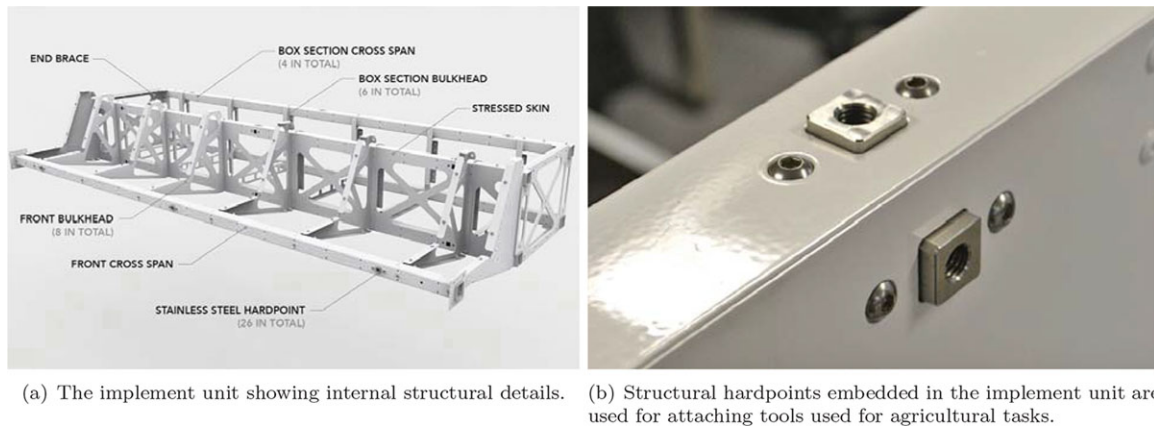 END BRACE
BOX SECTION CROSS SPAN
(4 IN TOTAL)
BOX SECTION BULKHEAD
(6 IN TOTAL)
STRESSED SKIN
FRONT BULKHEAD
(8 IN TOTAL)
FRONT CROSS SPAN
STAINLESS STEEL HARDPOINT
(26 IN TOTAL)
(a) The implement unit showing internal structural details.
(b) Structural hardpoints embedded in the implement unit are
used for attaching tools used for agricultural tasks.